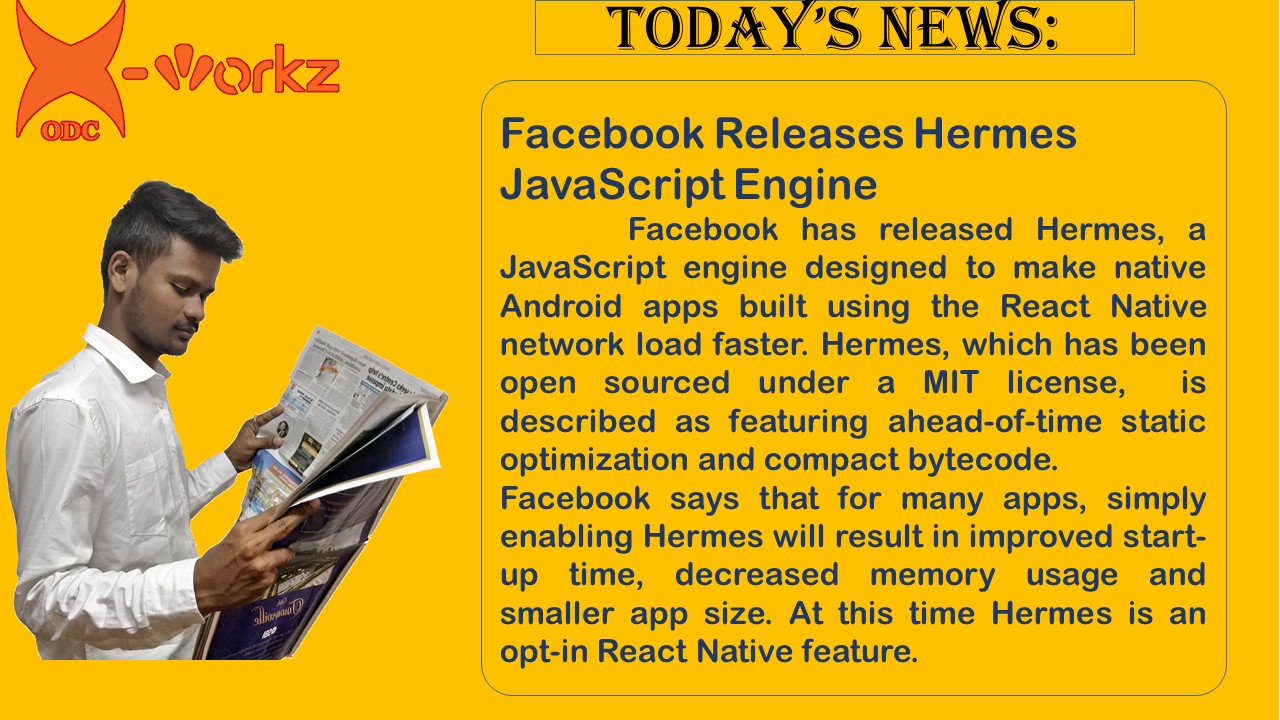 TODAY'S NEWS:
X-workz
ODC
Facebook Releases Hermes
JavaScript Engine
Facebook has released Hermes, a
JavaScript engine designed to make native
Android apps built using the React Native
network load faster. Hermes, which has been
open sourced under a MIT license, is
described as featuring ahead-of-time static
optimization and compact bytecode.
Facebook says that for many apps, simply
enabling Hermes will result in improved start-
up time, decreased memory usage and
smaller app size. At this time Hermes is an
opt-in React Native feature.